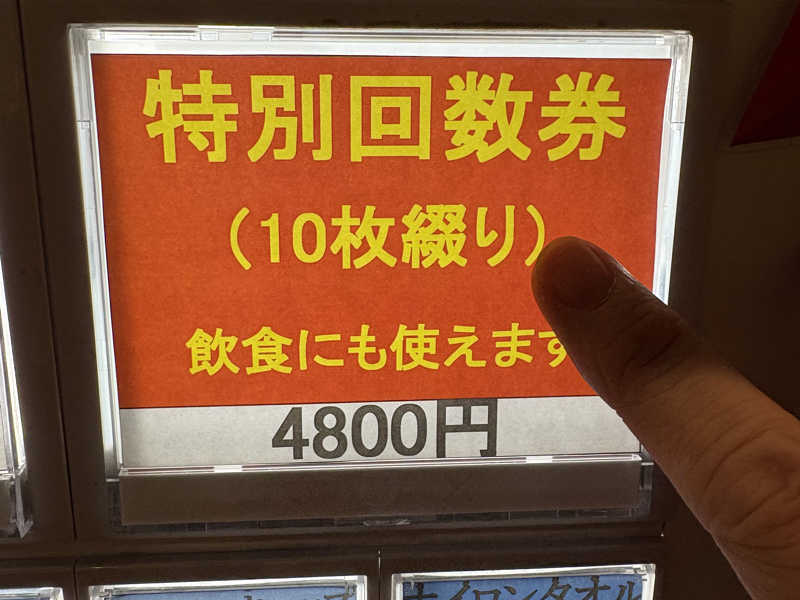 特別回数券
（10枚綴り）
飲食にも使えます
4800円
ナイロンタオル